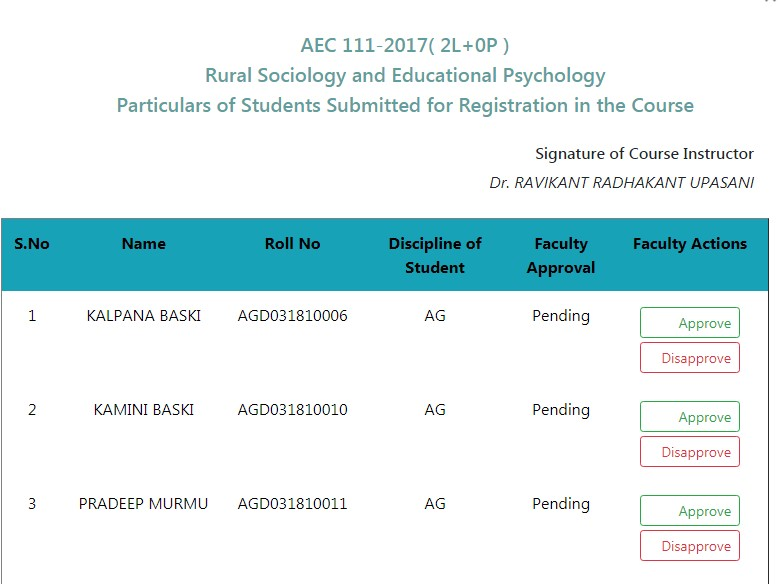 AEC 111-2017( 2L+0P )
Rural Sociology and Educational Psychology
Particulars of Students Submitted for Registration in the Course
Signature of Course Instructor
Dr. RAVIKANT RADHAKANT UPASANI
S.No Name Roll No Discipline of Student Faculty Approval Faculty Actions
1 KALPANA BASKI AGD031810006 AG Pending Approve
Disapprove
2 KAMINI BASKI AGD031810010 AG Pending Approve
Disapprove
3 PRADEEP MURMU AGD031810011 AG Pending Approve
Disapprove